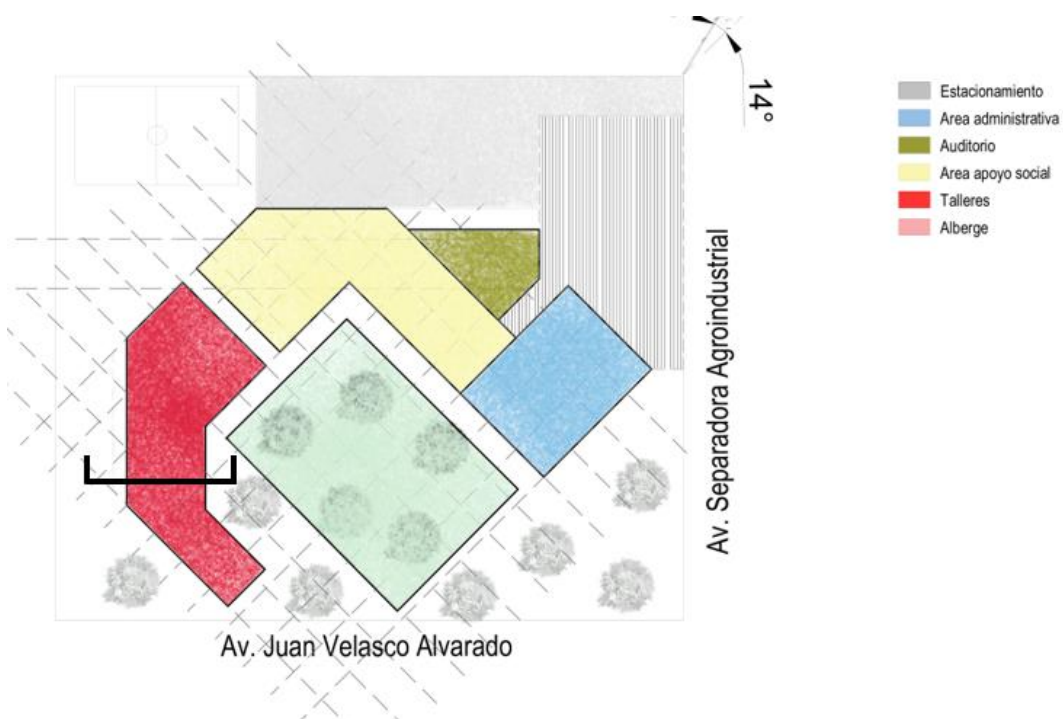 14°
Estacionamiento
Area administrativa
Auditorio
Area apoyo social
Talleres
Alberge
Av. Separadora Agroindustrial
Av. Juan Velasco Alvarado